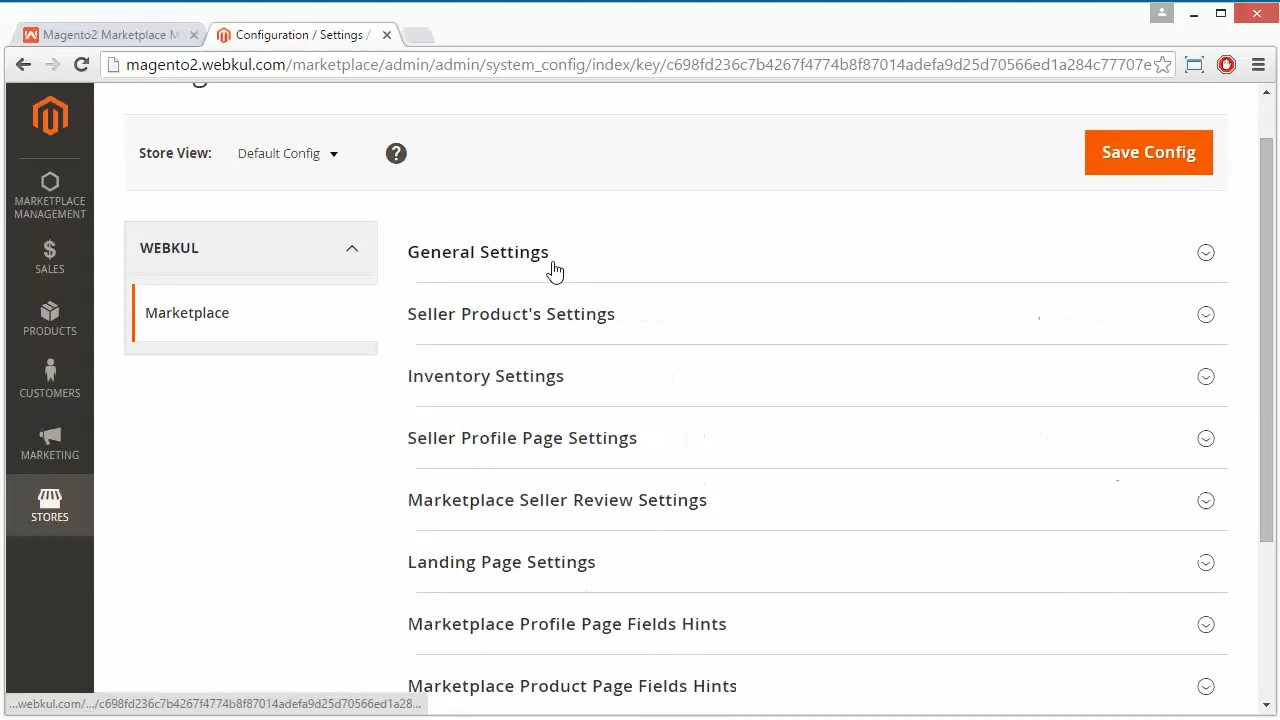 Magento2 Marketplace M
Configuration / Settings /
magento2.webkul.com/marketplace/admin/admin/system_config/index/key/c698fd236c7b4267f4774b8f87014adefa9d25d70566ed1a284c77707e
Store View:
Default Config
?
Save Config
MARKETPLACE
MANAGEMENT
SALES
PRODUCTS
CUSTOMERS
MARKETING
STORES
WEBKUL
Marketplace
General Settings
Seller Product's Settings
Inventory Settings
Seller Profile Page Settings
Marketplace Seller Review Settings
Landing Page Settings
Marketplace Profile Page Fields Hints
Marketplace Product Page Fields Hints
...webkul.com/.../c698fd236c7b4267f4774b8f87014adefa9d25d70566ed1a28...